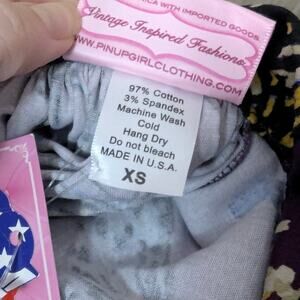 RICA WITH IMPORTED GOODS.
Vintage Inspired Fashions
WWW.PINUPGIRLCLOTHING.COM
97% Cotton
3% Spandex
Machine Wash
Cold
Hang Dry
Do not bleach
MADE IN U.S.A.
XS